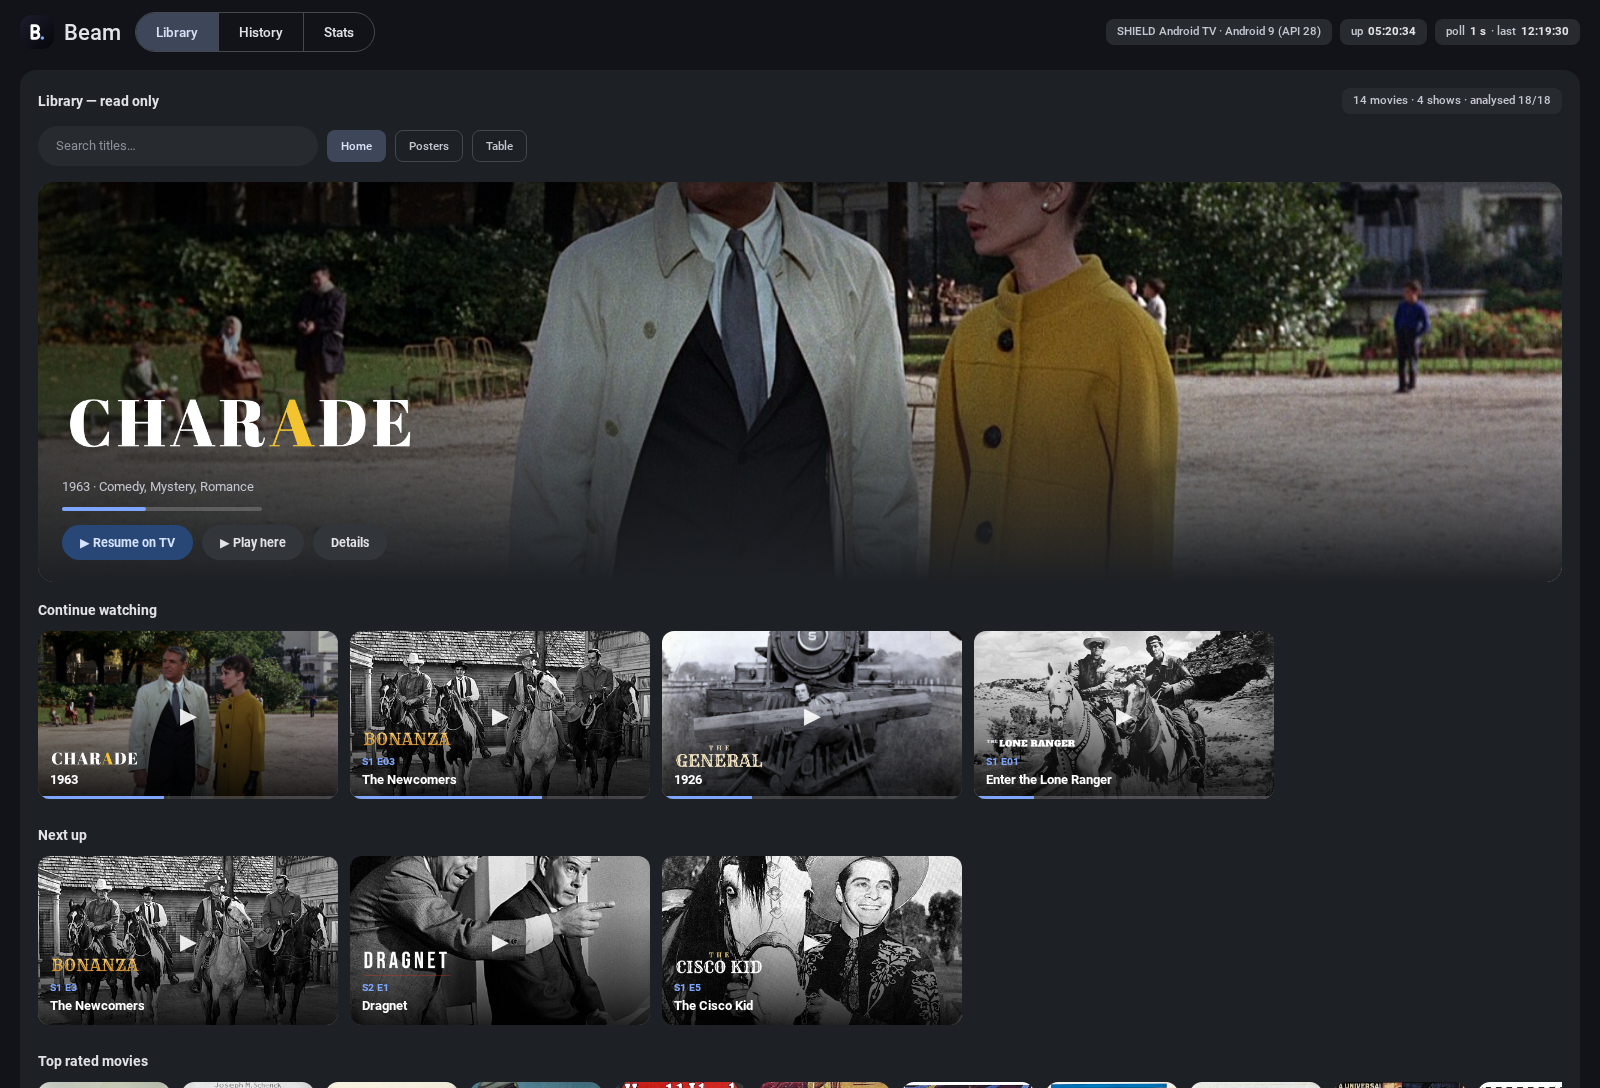 B. Beam Library History Stats SHIELD Android TV · Android 9 (API 28) up 05:20:34 poll 1 s · last 12:19:30
Library — read only 14 movies · 4 shows · analysed 18/18
Search titles... Home Posters Table
CHARADE
1963 · Comedy, Mystery, Romance
▶ Resume on TV ▶ Play here Details
Continue watching
S
CHARADE
1963
BONANZA
S1 E03
The Newcomers
THE
GENERAL
1926
THE LONE RANGER
S1 E01
Enter the Lone Ranger
Next up
BONANZA
S1 E3
The Newcomers
DRAGNET
S2 E1
Dragnet
THE
CISCO KID
S1 E5
The Cisco Kid
Top rated movies
Joseph M. Schenck
A UNIVERSAL